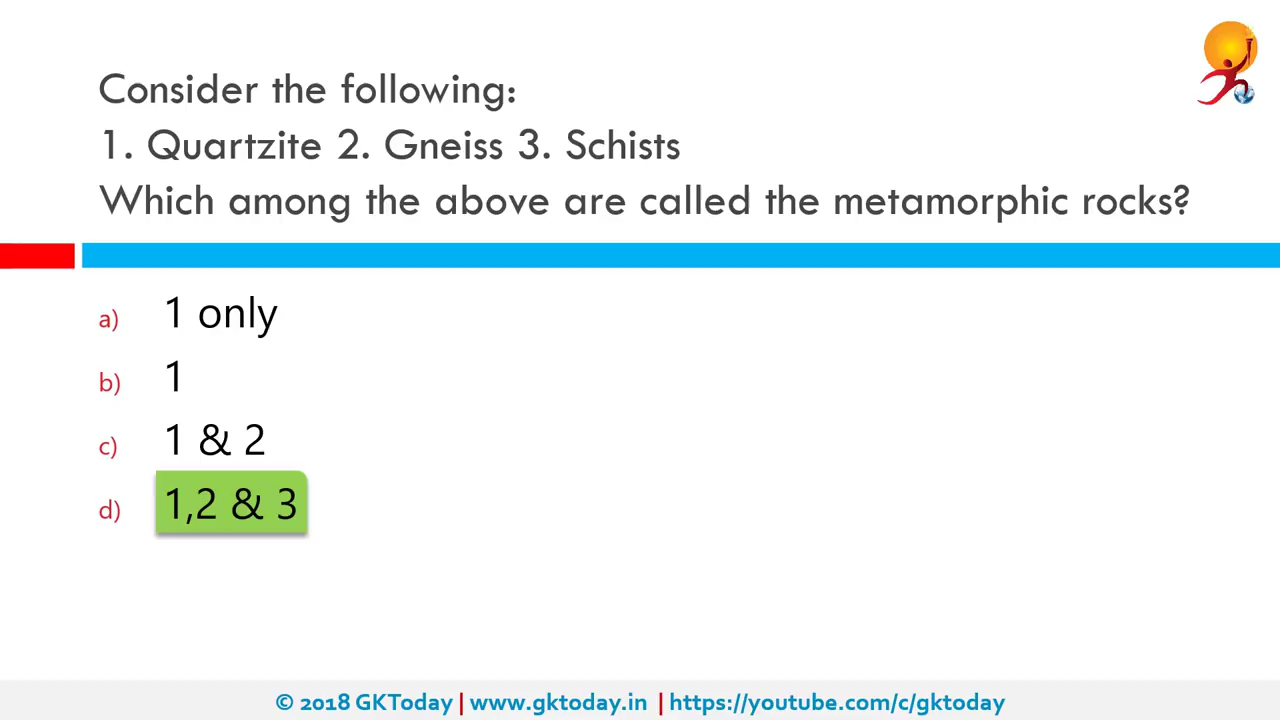 Consider the following:
1. Quartzite 2. Gneiss 3. Schists
Which among the above are called the metamorphic rocks?
a) 1 only
b) 1
c) 1 & 2
d) 1,2 & 3
© 2018 GKToday | www.gktoday.in | https://youtube.com/c/gktoday